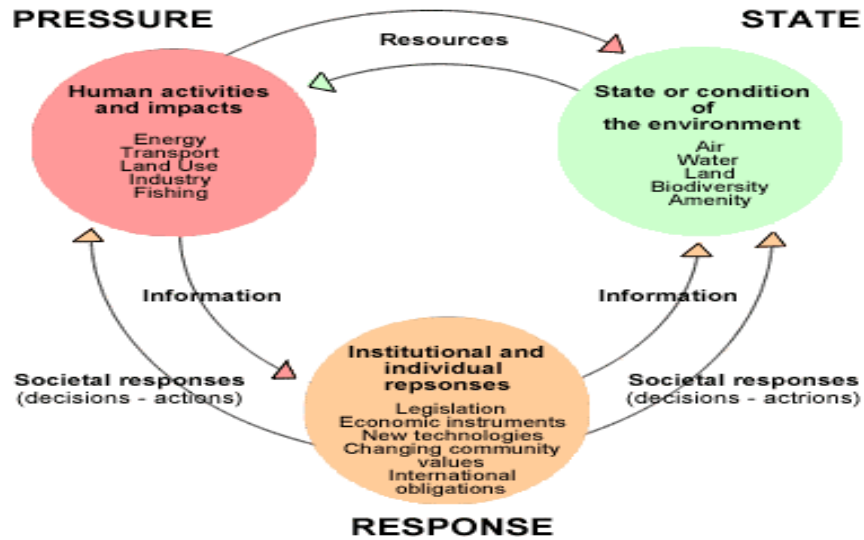 PRESSURE
STATE
Resources
Human activities
and impacts
Energy
Transport
Land Use
Industry
Fishing
State or condition
of
the environment
Air
Water
Land
Biodiversity
Amenity
Information
Information
Societal responses
(decisions - actions)
Societal responses
(decisions - actrions)
Institutional and
individual
repsonses
Legislation
Economic instruments
New technologies
Changing community
values
International
obligations
RESPONSE